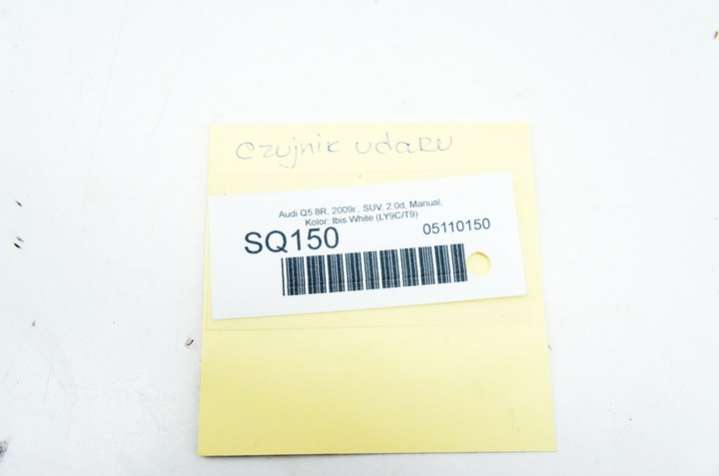 Czujnik udaru
Audi Q5 8R, 2009r., SUV, 2.0d, Manual,
Kolor: Ibis White (LY9C/T9)
SQ150 05110150